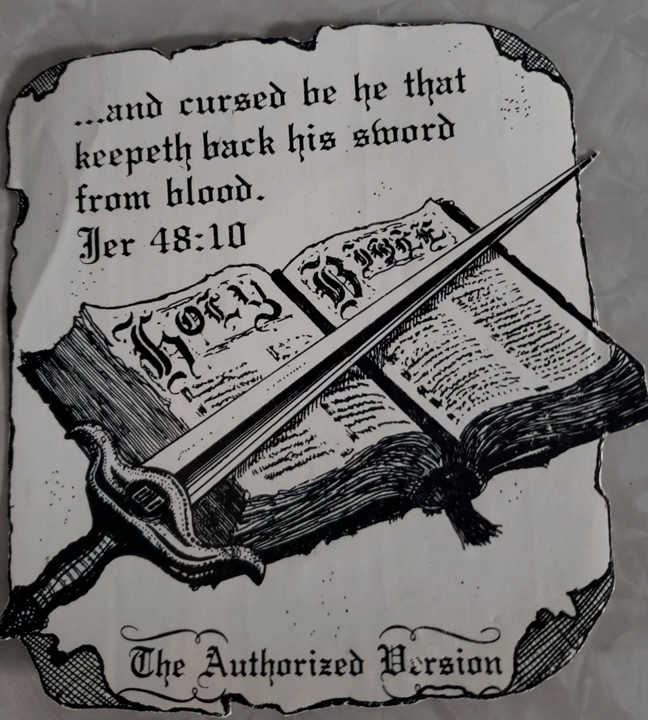 ...and cursed be he that
keepeth back his sword
from blood.
Jer 48:10
Holy Bible
The Authorized Version